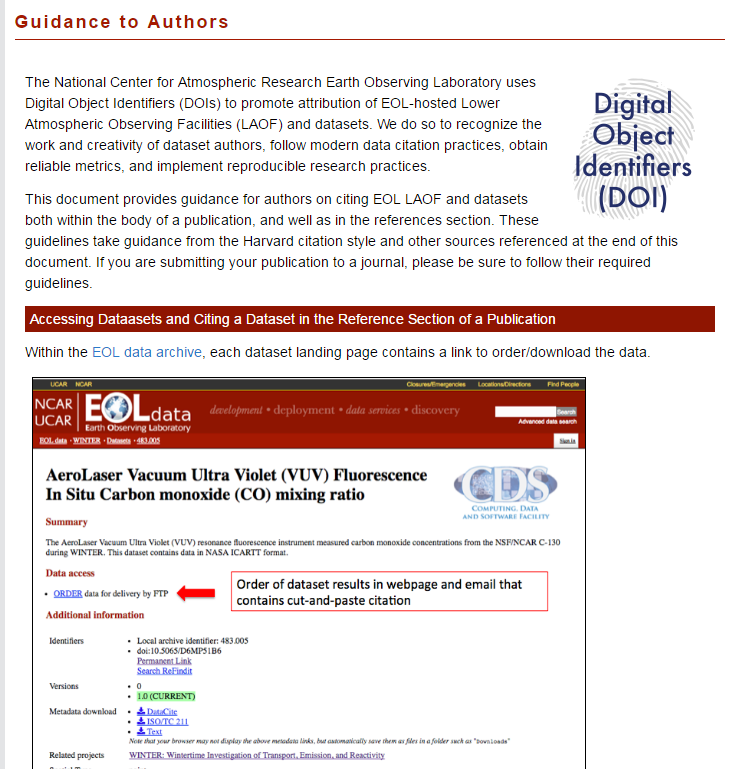 Guidance to Authors
The National Center for Atmospheric Research Earth Observing Laboratory uses
Digital Object Identifiers (DOIs) to promote attribution of EOL-hosted Lower
Atmospheric Observing Facilities (LAOF) and datasets. We do so to recognize the
work and creativity of dataset authors, follow modern data citation practices, obtain
reliable metrics, and implement reproducible research practices.
Digital
Object
Identifiers
(DOI)
This document provides guidance for authors on citing EOL LAOF and datasets
both within the body of a publication, and well as in the references section. These
guidelines take guidance from the Harvard citation style and other sources referenced at the end of this
document. If you are submitting your publication to a journal, please be sure to follow their required
guidelines.
Accessing Dataasets and Citing a Dataset in the Reference Section of a Publication
Within the EOL data archive, each dataset landing page contains a link to order/download the data.
UCAR NCAR Closures/Emergencies Locations/Directions Find People
NCAR
UCAR
EOLdata
Earth Observing Laboratory
development • deployment • data services • discovery
Search
Advanced data search
EOL data · WINTER · Datasets · 483.005 Sign in
AeroLaser Vacuum Ultra Violet (VUV) Fluorescence
In Situ Carbon monoxide (CO) mixing ratio
CDS
COMPUTING, DATA
AND SOFTWARE FACILITY
Summary
The AeroLaser Vacuum Ultra Violet (VUV) resonance fluorescence instrument measured carbon monoxide concentrations from the NSF/NCAR C-130
during WINTER. This dataset contains data in NASA ICARTT format.
Data access
• ORDER data for delivery by FTP
Order of dataset results in webpage and email that
contains cut-and-paste citation
Additional information
Identifiers • Local archive identifier: 483.005
• doi:10.5065/D6MP51B6
Permanent Link
Search ReFindit
Versions • 0
• 1.0 (CURRENT)
Metadata download • DataCite
• ISO/TC 211
• Text
Note that your browser may not display the above metadata links, but automatically save them as files in a folder such as "Downloads"
Related projects WINTER: Wintertime Investigation of Transport, Emission, and Reactivity